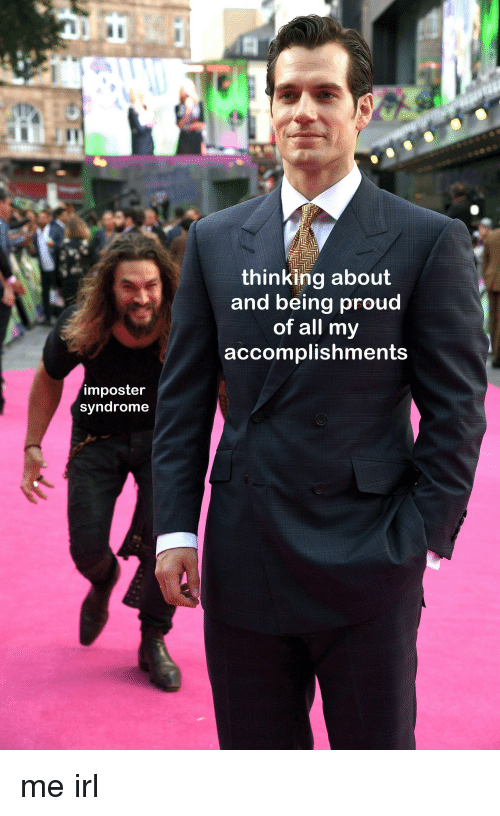 thinking about
and being proud
of all my
accomplishments
imposter
syndrome
me irl